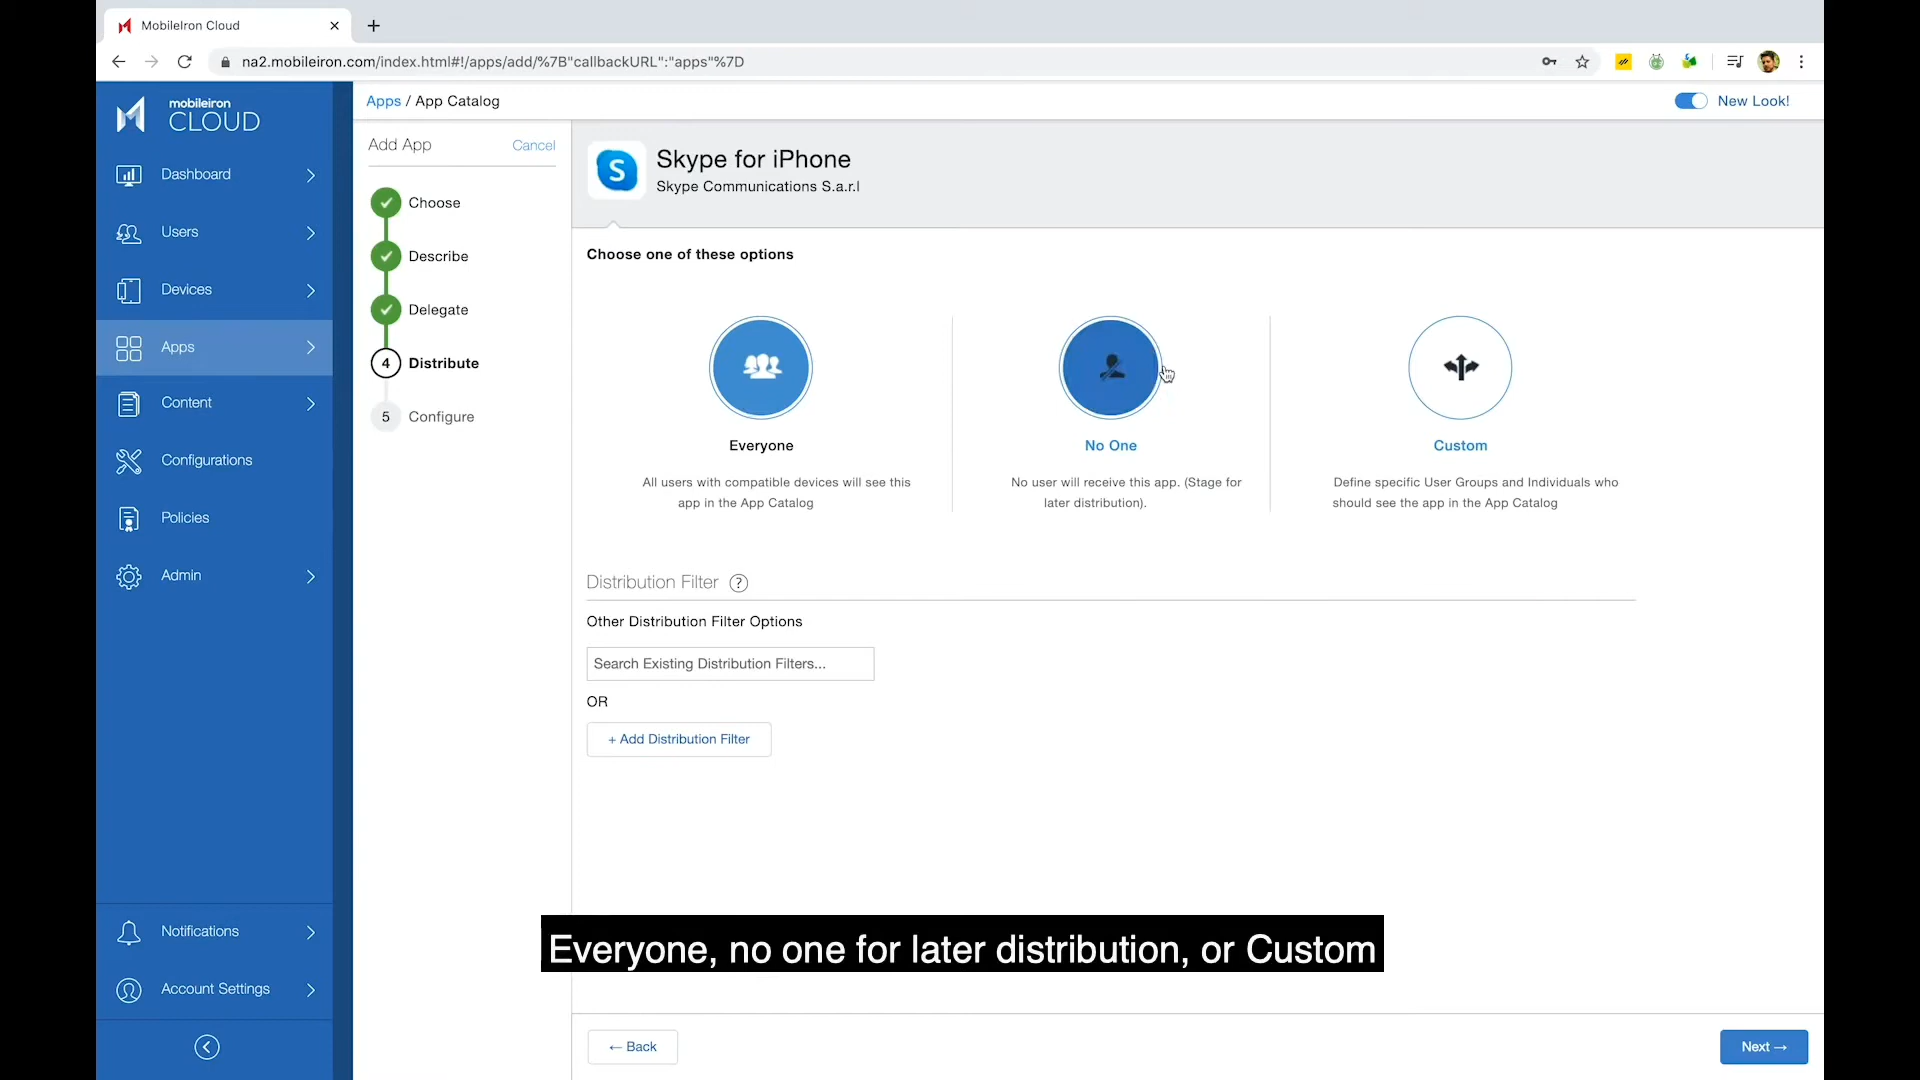 MobileIron Cloud
na2.mobileiron.com/index.html#!/apps/add/%7B"callbackURL":"apps"%7D
mobileiron
CLOUD
Dashboard
Users
Devices
Apps
Content
Configurations
Policies
Admin
Notifications
Account Settings
Apps / App Catalog
New Look!
Add App
Cancel
Choose
Describe
Delegate
4 Distribute
5 Configure
S
Skype for iPhone
Skype Communications S.a.r.l
Choose one of these options
Everyone
All users with compatible devices will see this
app in the App Catalog
No One
No user will receive this app. (Stage for
later distribution).
Custom
Define specific User Groups and Individuals who
should see the app in the App Catalog
Distribution Filter ?
Other Distribution Filter Options
Search Existing Distribution Filters...
OR
+ Add Distribution Filter
Everyone, no one for later distribution, or Custom
← Back
Next →